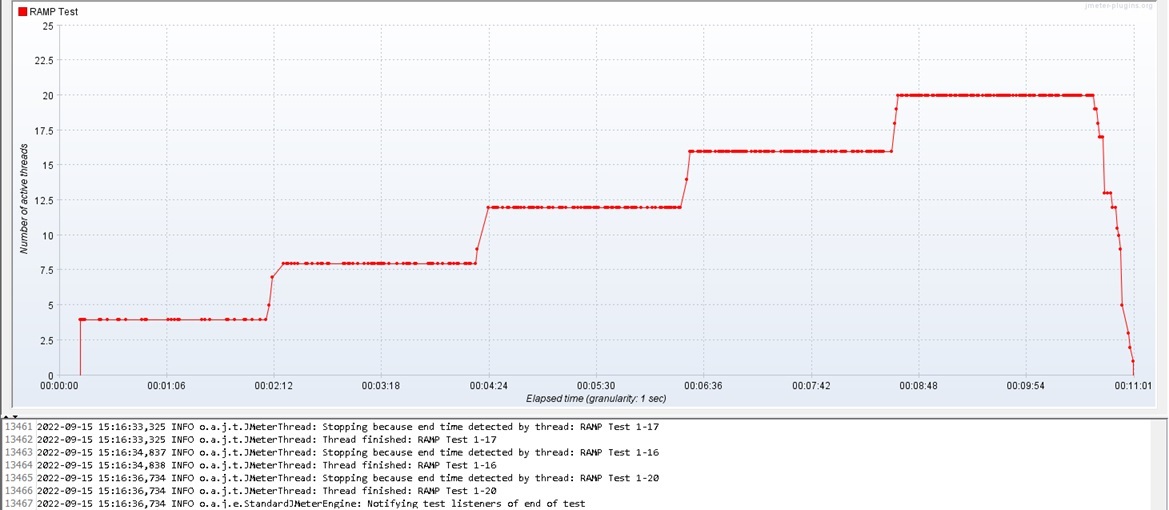 RAMP Test
jmeter-plugins.org
25
22.5
20
17.5
15
12.5
10
7.5
5
2.5
0
Number of active threads
00:00:00 00:01:06 00:02:12 00:03:18 00:04:24 00:05:30 00:06:36 00:07:42 00:08:48 00:09:54 00:11:01
Elapsed time (granularity: 1 sec)
13461 2022-09-15 15:16:33,325 INFO o.a.j.t.JMeterThread: Stopping because end time detected by thread: RAMP Test 1-17
13462 2022-09-15 15:16:33,325 INFO o.a.j.t.JMeterThread: Thread finished: RAMP Test 1-17
13463 2022-09-15 15:16:34,837 INFO o.a.j.t.JMeterThread: Stopping because end time detected by thread: RAMP Test 1-16
13464 2022-09-15 15:16:34,838 INFO o.a.j.t.JMeterThread: Thread finished: RAMP Test 1-16
13465 2022-09-15 15:16:36,734 INFO o.a.j.t.JMeterThread: Stopping because end time detected by thread: RAMP Test 1-20
13466 2022-09-15 15:16:36,734 INFO o.a.j.t.JMeterThread: Thread finished: RAMP Test 1-20
13467 2022-09-15 15:16:36,734 INFO o.a.j.e.StandardJMeterEngine: Notifying test listeners of end of test